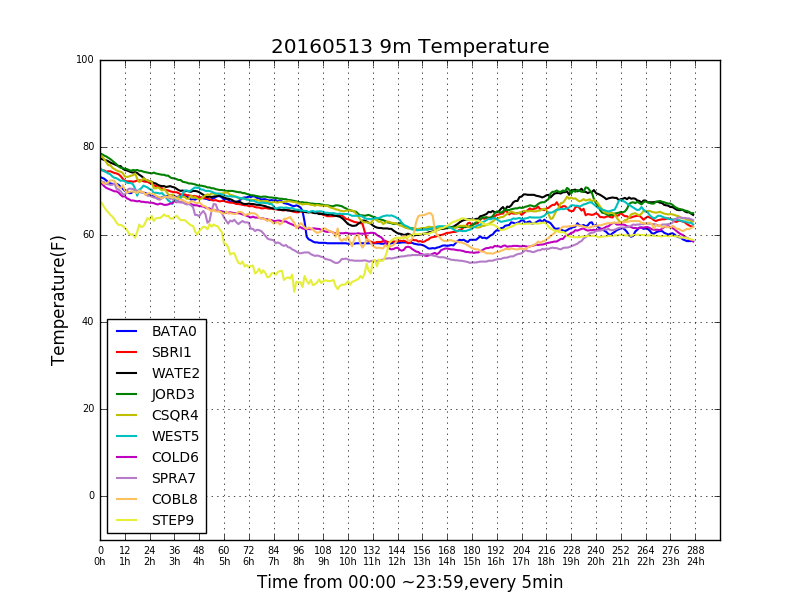 20160513 9m Temperature
100
80
60
40
20
0
Temperature(F)
BATA0
SBRI1
WATE2
JORD3
CSQR4
WEST5
COLD6
SPRA7
COBL8
STEP9
0 12 24 36 48 60 72 84 96 108 120 132 144 156 168 180 192 204 216 228 240 252 264 276 288
0h 1h 2h 3h 4h 5h 6h 7h 8h 9h 10h 11h 12h 13h 14h 15h 16h 17h 18h 19h 20h 21h 22h 23h 24h
Time from 00:00 ~23:59,every 5min